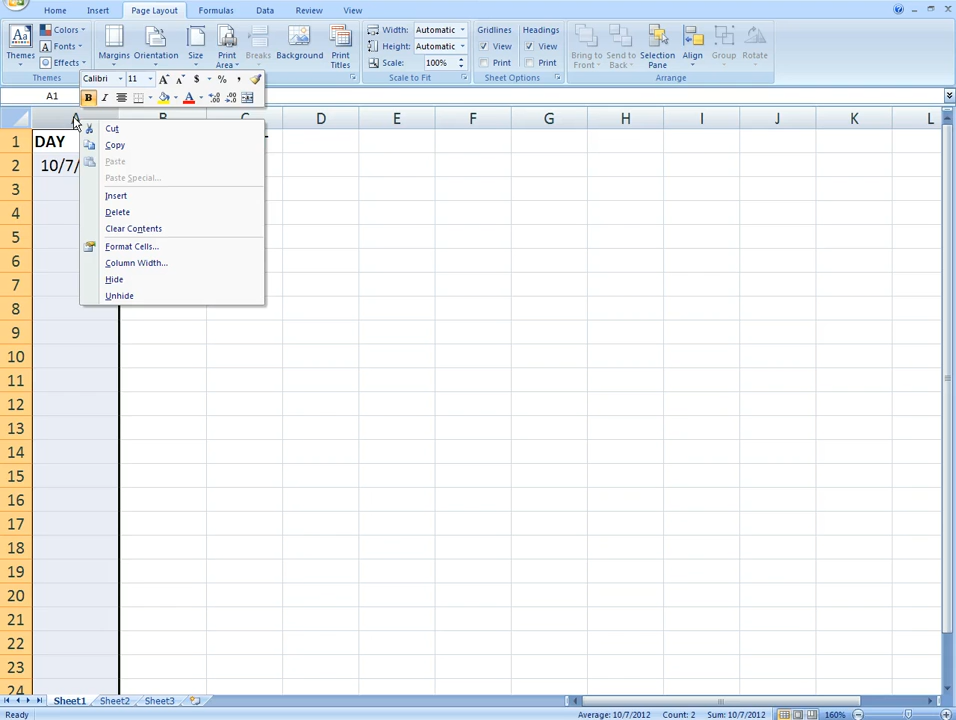 Home Insert Page Layout Formulas Data Review View
Themes Colors Fonts Effects Themes
Margins Orientation Size Print Area Breaks Background Print Titles
Width: Automatic Height: Automatic Scale: 100% Scale to Fit
Gridlines View Print Headings View Print Sheet Options
Bring to Front Send to Back Selection Pane Align Group Rotate Arrange
Calibri 11 A A $ % ,
B I A .00 .00
A1
A B C D E F G H I J K L
1 DAY
2 10/7/
3
4
5
6
7
8
9
10
11
12
13
14
15
16
17
18
19
20
21
22
23
24
Cut
Copy
Paste
Paste Special...
Insert
Delete
Clear Contents
Format Cells...
Column Width...
Hide
Unhide
Sheet1 Sheet2 Sheet3
Ready Average: 10/7/2012 Count: 2 Sum: 10/7/2012 160%